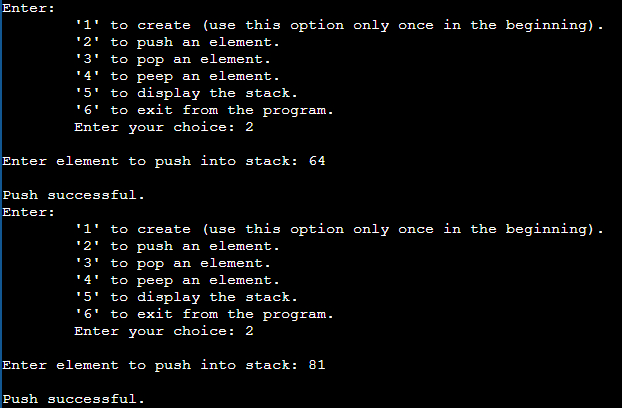 Enter:
'1' to create (use this option only once in the beginning).
'2' to push an element.
'3' to pop an element.
'4' to peep an element.
'5' to display the stack.
'6' to exit from the program.
Enter your choice: 2
Enter element to push into stack: 64
Push successful.
Enter:
'1' to create (use this option only once in the beginning).
'2' to push an element.
'3' to pop an element.
'4' to peep an element.
'5' to display the stack.
'6' to exit from the program.
Enter your choice: 2
Enter element to push into stack: 81
Push successful.